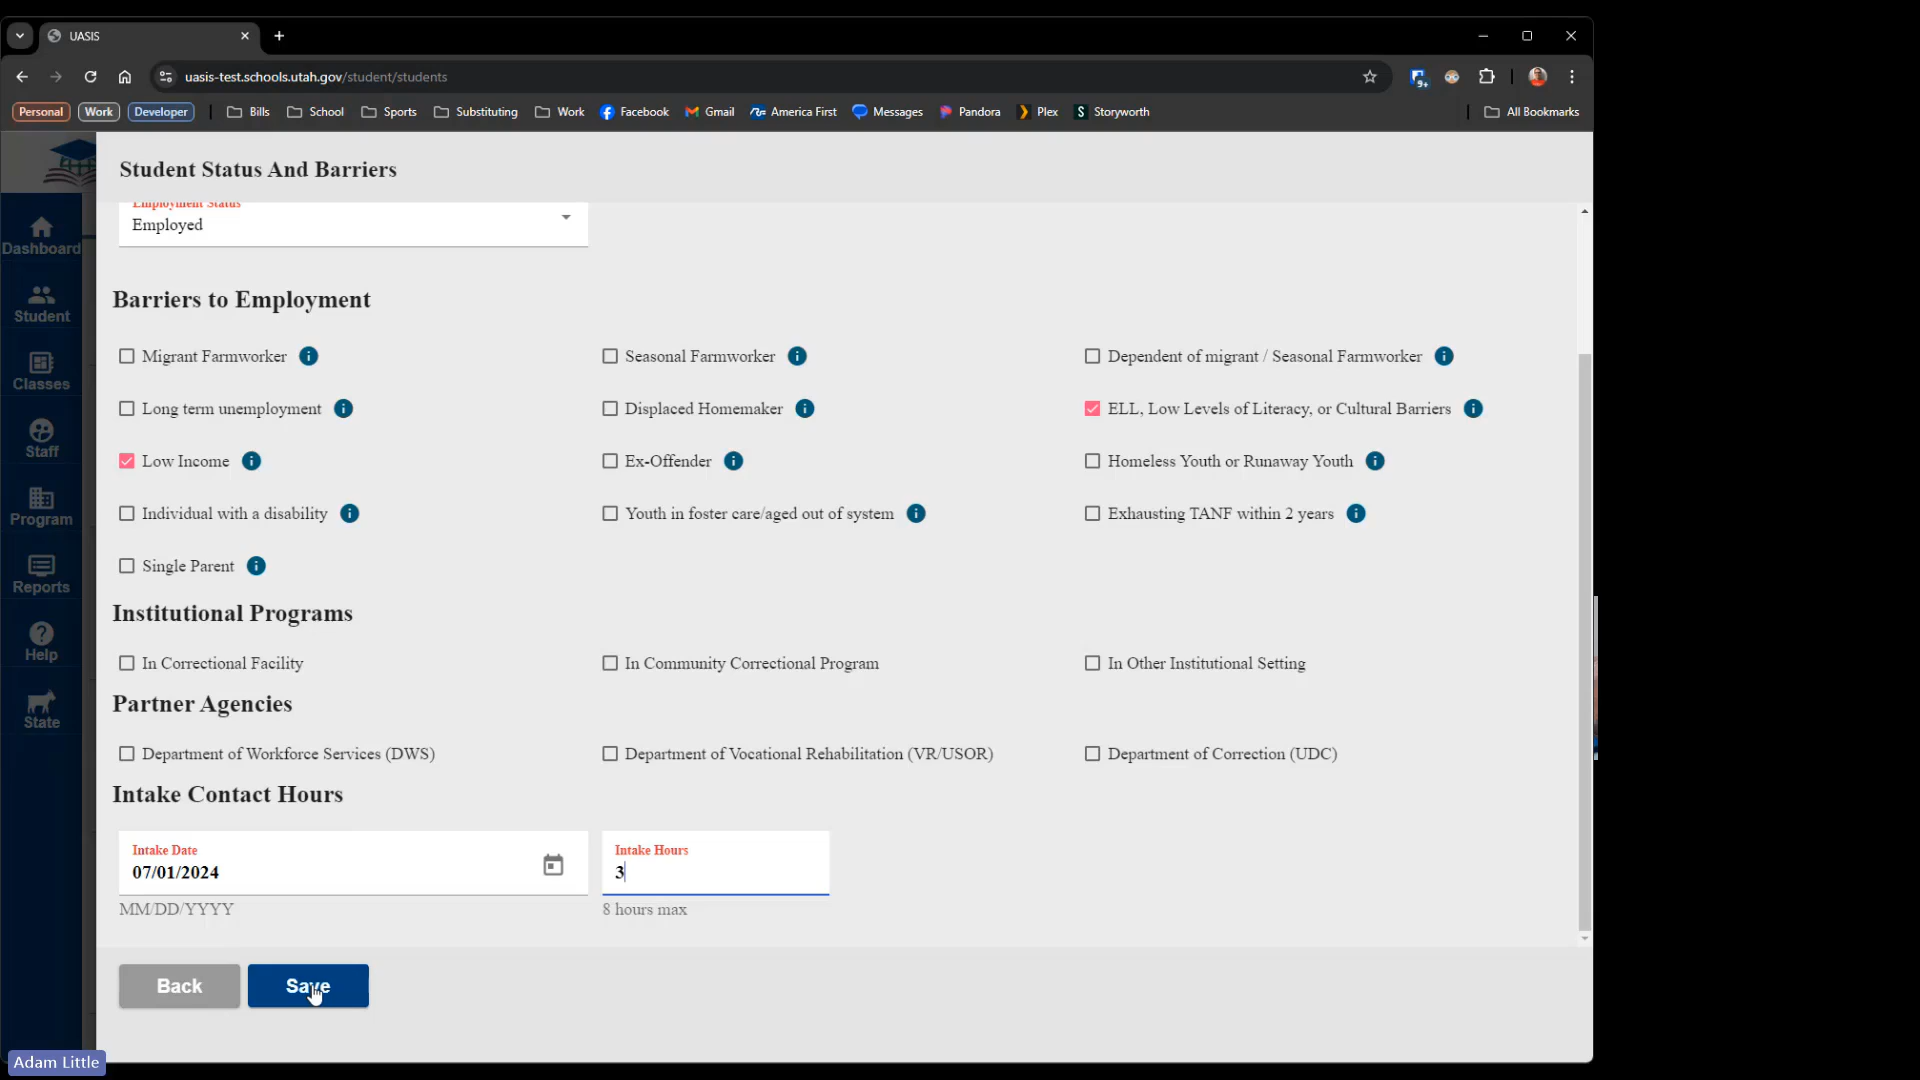 UASIS
uasis-test.schools.utah.gov/student/students
9+
Personal Work Developer Bills School Sports Substituting Work Facebook Gmail America First Messages Pandora Plex Storyworth All Bookmarks
Student Status And Barriers
Employment Status
Employed
Dashboard
Student
Classes
Staff
Program
Reports
Help
State
Barriers to Employment
Migrant Farmworker Seasonal Farmworker Dependent of migrant / Seasonal Farmworker
Long term unemployment Displaced Homemaker ELL, Low Levels of Literacy, or Cultural Barriers
Low Income Ex-Offender Homeless Youth or Runaway Youth
Individual with a disability Youth in foster care/aged out of system Exhausting TANF within 2 years
Single Parent
Institutional Programs
In Correctional Facility In Community Correctional Program In Other Institutional Setting
Partner Agencies
Department of Workforce Services (DWS) Department of Vocational Rehabilitation (VR/USOR) Department of Correction (UDC)
Intake Contact Hours
Intake Date Intake Hours
07/01/2024 3
MM/DD/YYYY 8 hours max
Back Save
Adam Little